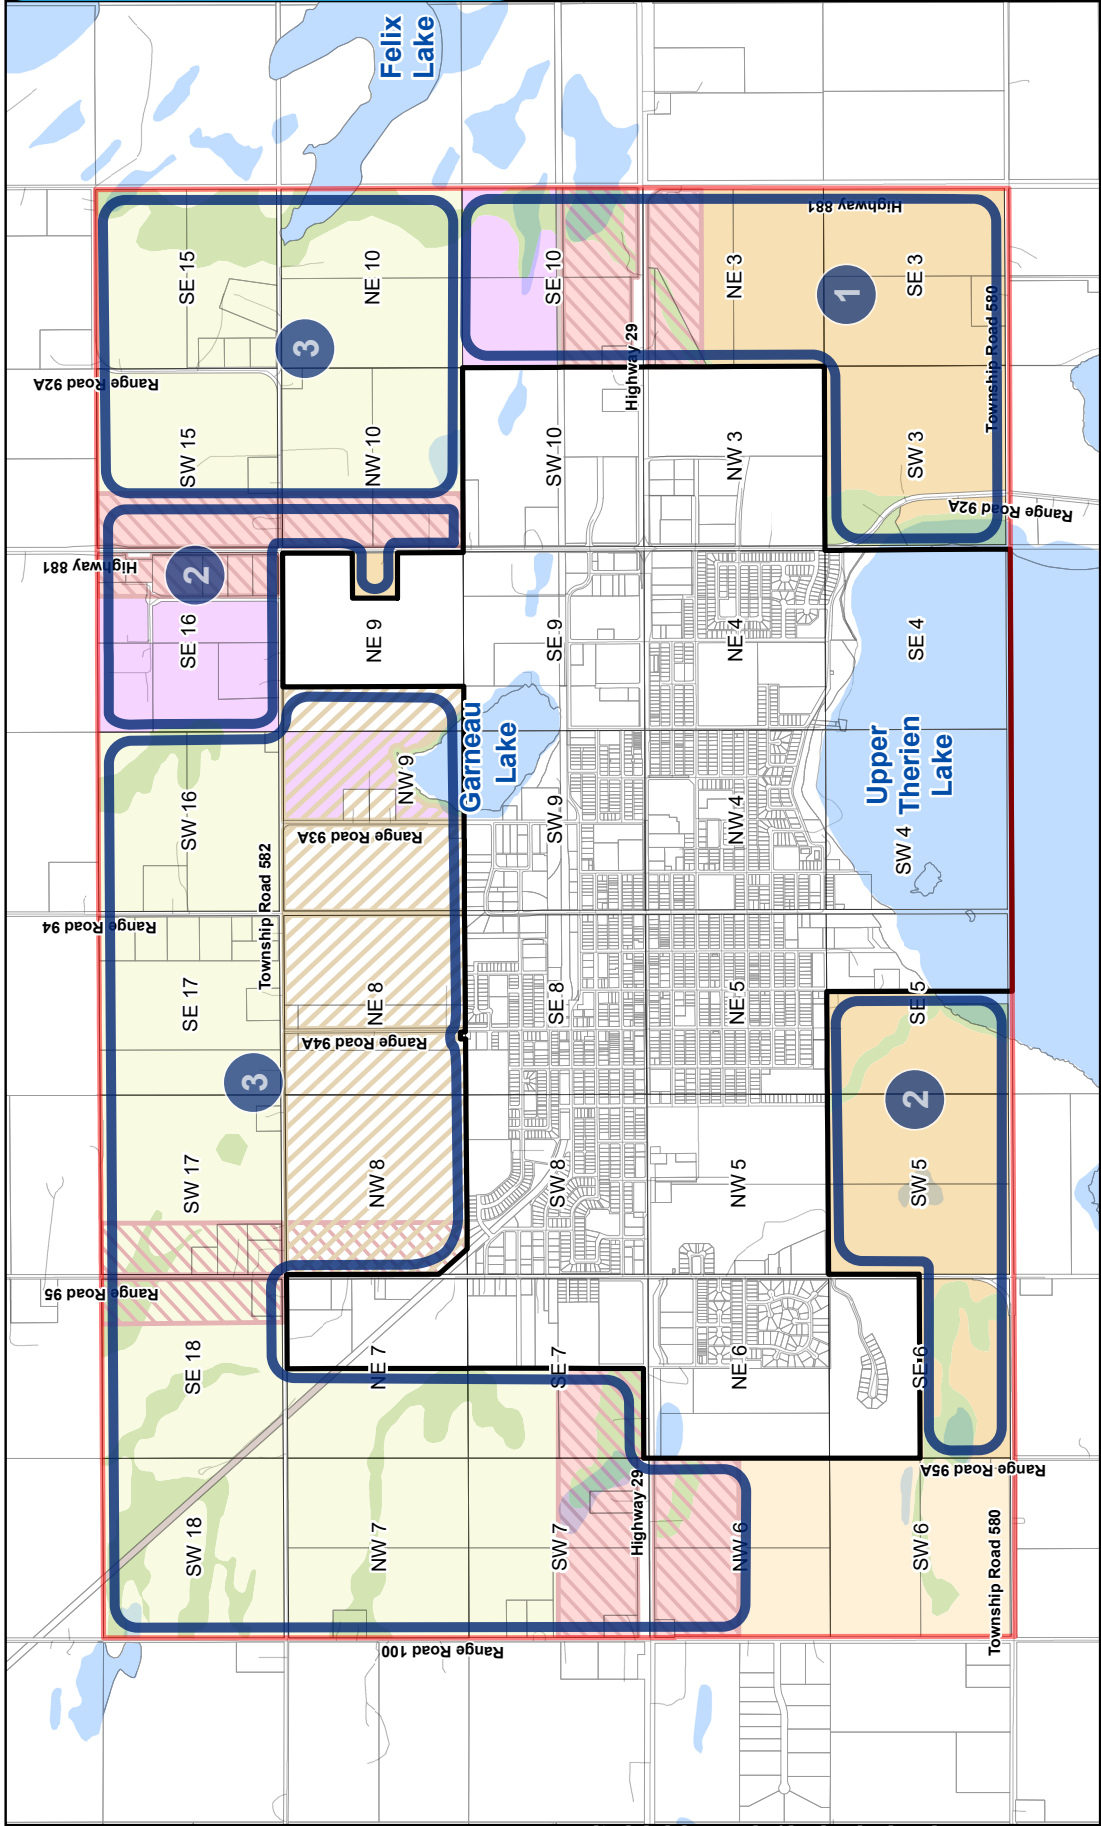 Felix
Lake
SE 15
NE 10
SE 10
NE 3
SE 3
Highway 881
1
3
Highway 29
Township Road 580
Range Road 92A
SW 15
NW 10
SW 10
NW 3
SW 3
Range Road 92A
Highway 881
2
SE 16
NE 9
SE 9
NE 4
SE 4
Garneau
Lake
Upper
Therien
Lake
SW 16
NW 9
SW 9
NW 4
SW 4
Range Road 93A
Township Road 582
Range Road 94
SE 17
NE 8
SE 8
NE 5
SE 5
Range Road 94A
3
2
SW 17
NW 8
SW 8
NW 5
SW 5
Range Road 95
SE 18
NE 7
SE 7
NE 6
SE 6
Range Road 95A
Highway 29
SW 18
NW 7
SW 7
NW 6
SW 6
Township Road 580
Range Road 100